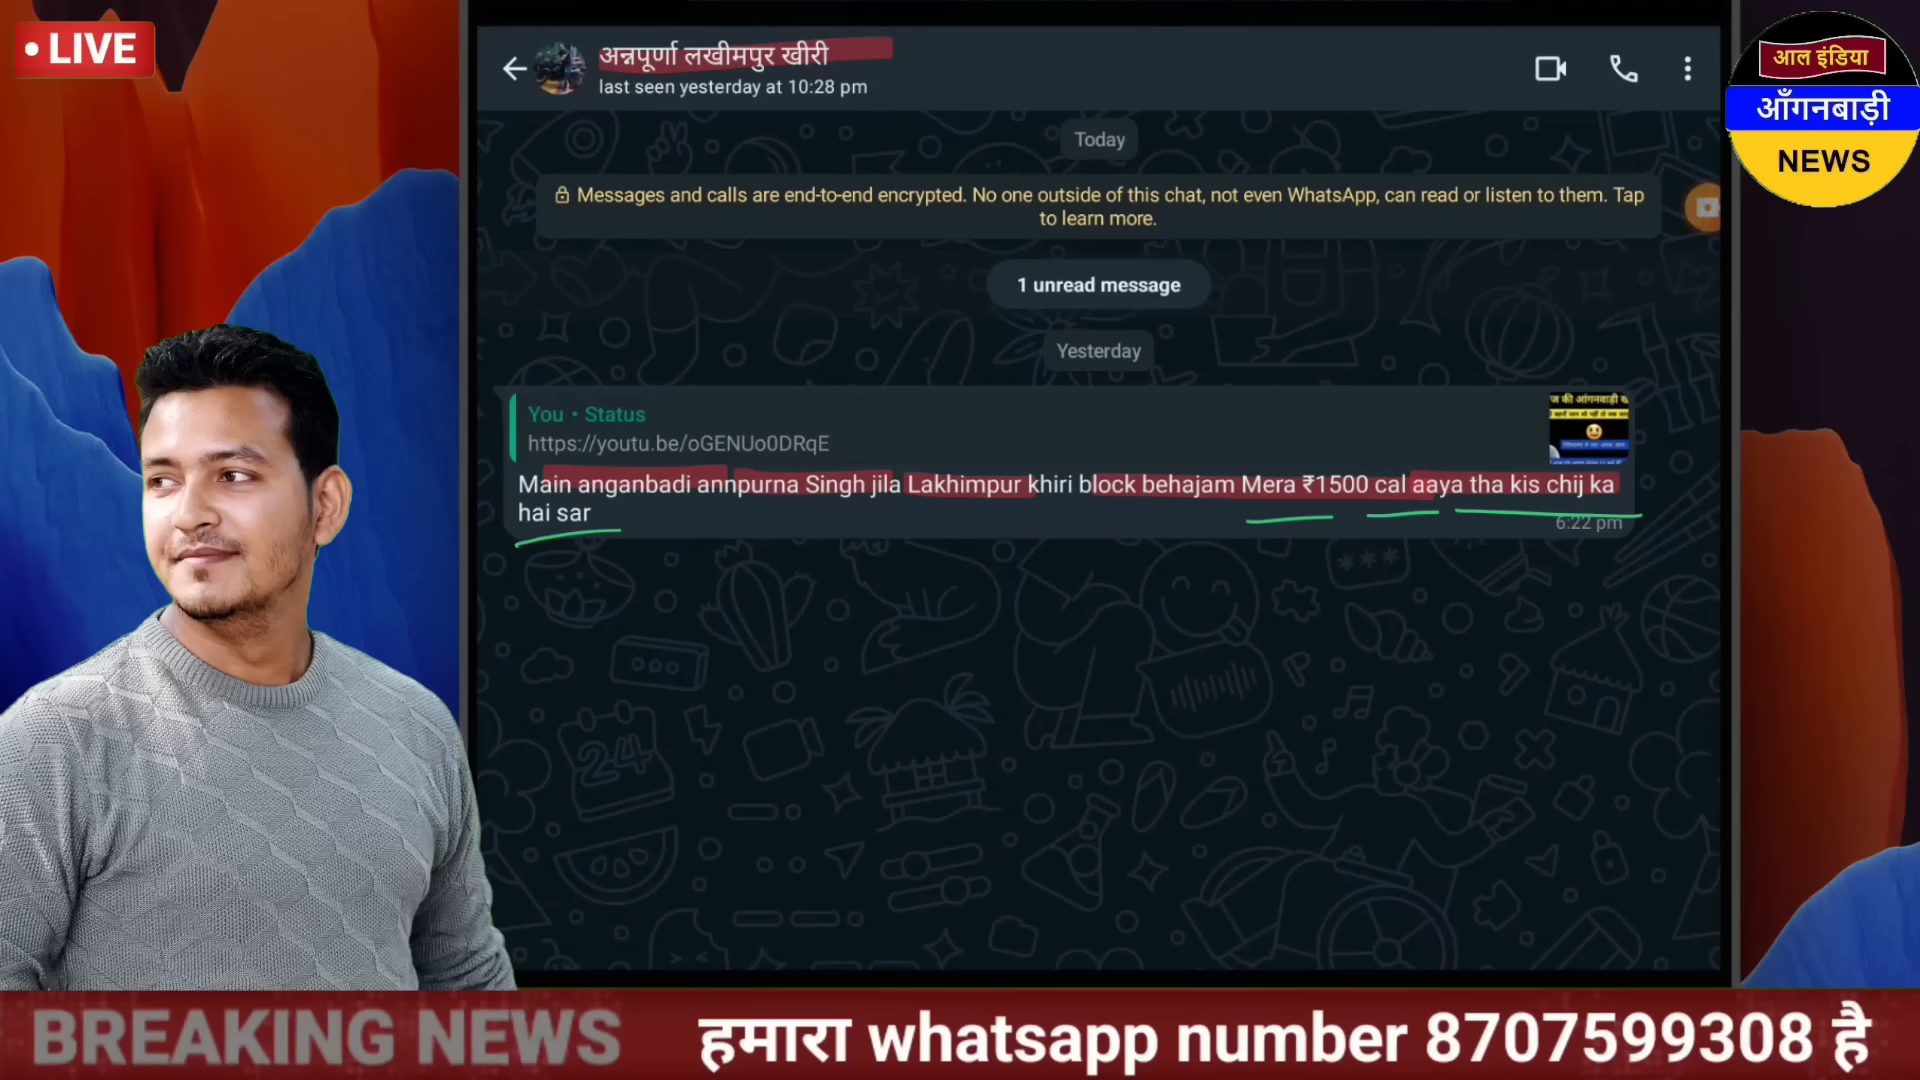 • LIVE
अन्नपूर्णा लखीमपुर खीरी
last seen yesterday at 10:28 pm
आल इंडिया
आँगनबाड़ी
NEWS
Today
Messages and calls are end-to-end encrypted. No one outside of this chat, not even WhatsApp, can read or listen to them. Tap
to learn more.
1 unread message
Yesterday
You • Status
https://youtu.be/oGENUo0DRqE
Main anganbadi annpurna Singh jila Lakhimpur khiri block behajam Mera ₹1500 cal aaya tha kis chij ka
hai sar
6:22 pm
BREAKING NEWS
हमारा whatsapp number 8707599308 है